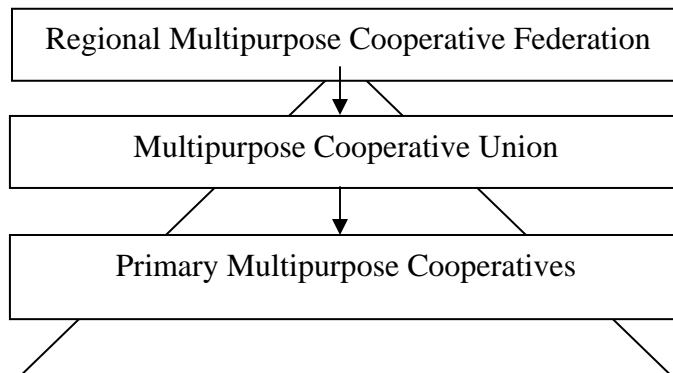 Regional Multipurpose Cooperative Federation
Multipurpose Cooperative Union
Primary Multipurpose Cooperatives